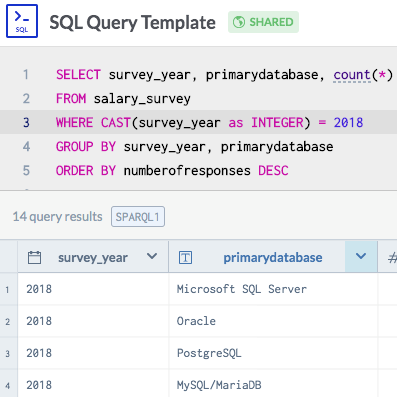 SQL
SQL Query Template
SHARED
1 SELECT survey_year, primarydatabase, count(*)
2 FROM salary_survey
3 WHERE CAST(survey_year as INTEGER) = 2018
4 GROUP BY survey_year, primarydatabase
5 ORDER BY numberofresponses DESC
14 query results SPARQL1
T
survey_year primarydatabase #
1 2018 Microsoft SQL Server
2 2018 Oracle
3 2018 PostgreSQL
4 2018 MySQL/MariaDB